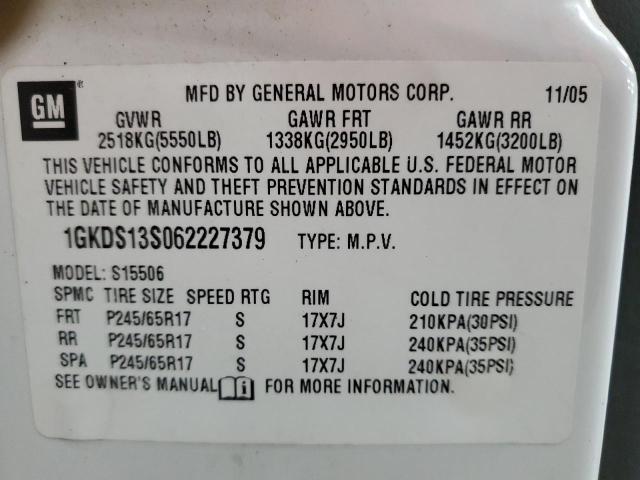 GM ® MFD BY GENERAL MOTORS CORP. 11/05
GVWR GAWR FRT GAWR RR
2518KG(5550LB) 1338KG(2950LB) 1452KG(3200LB)
THIS VEHICLE CONFORMS TO ALL APPLICABLE U.S. FEDERAL MOTOR
VEHICLE SAFETY AND THEFT PREVENTION STANDARDS IN EFFECT ON
THE DATE OF MANUFACTURE SHOWN ABOVE.
1GKDS13S062227379 TYPE: M.P.V.
MODEL: S15506
SPMC TIRE SIZE SPEED RTG RIM COLD TIRE PRESSURE
FRT P245/65R17 S 17X7J 210KPA(30PSI)
RR P245/65R17 S 17X7J 240KPA(35PSI)
SPA P245/65R17 S 17X7J 240KPA(35PSI)
SEE OWNER'S MANUAL i FOR MORE INFORMATION.